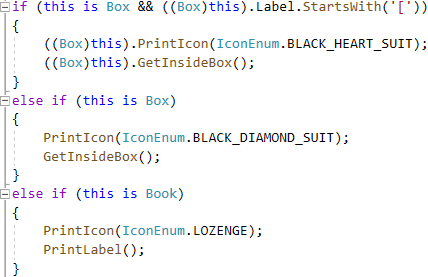 if (this is Box && ((Box)this).Label.StartsWith('['))
{
((Box)this).PrintIcon(IconEnum.BLACK_HEART_SUIT);
((Box)this).GetInsideBox();
}
else if (this is Box)
{
PrintIcon(IconEnum.BLACK_DIAMOND_SUIT);
GetInsideBox();
}
else if (this is Book)
{
PrintIcon(IconEnum.LOZENGE);
PrintLabel();
}